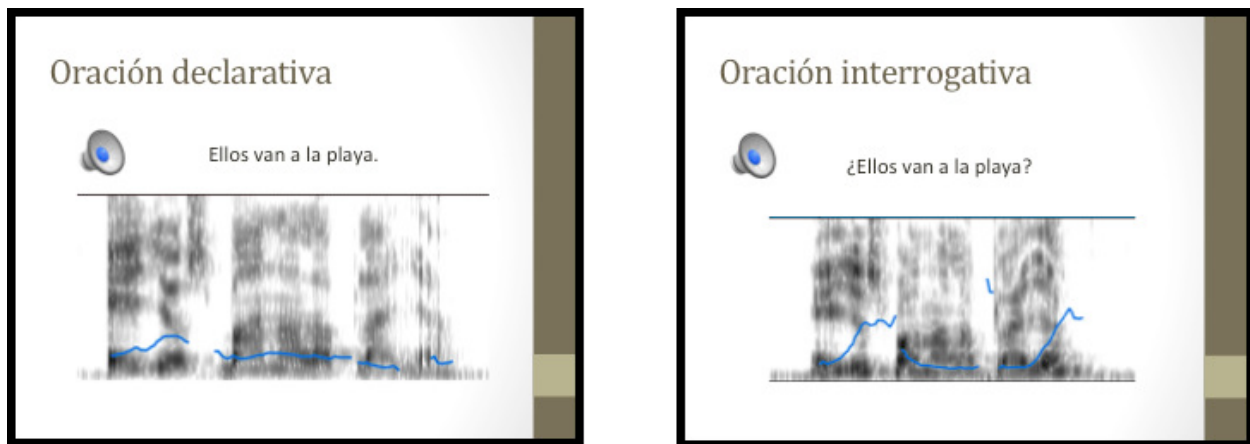 Oración declarativa
Ellos van a la playa.
Oración interrogativa
¿Ellos van a la playa?